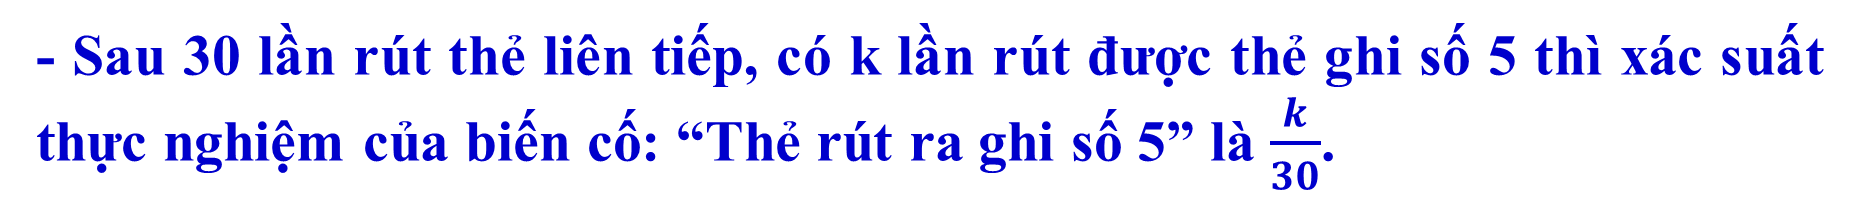 - Sau 30 lần rút thẻ liên tiếp, có k lần rút được thẻ ghi số 5 thì xác suất
thực nghiệm của biến cố: “Thẻ rút ra ghi số 5” là $\frac{k}{30}$.